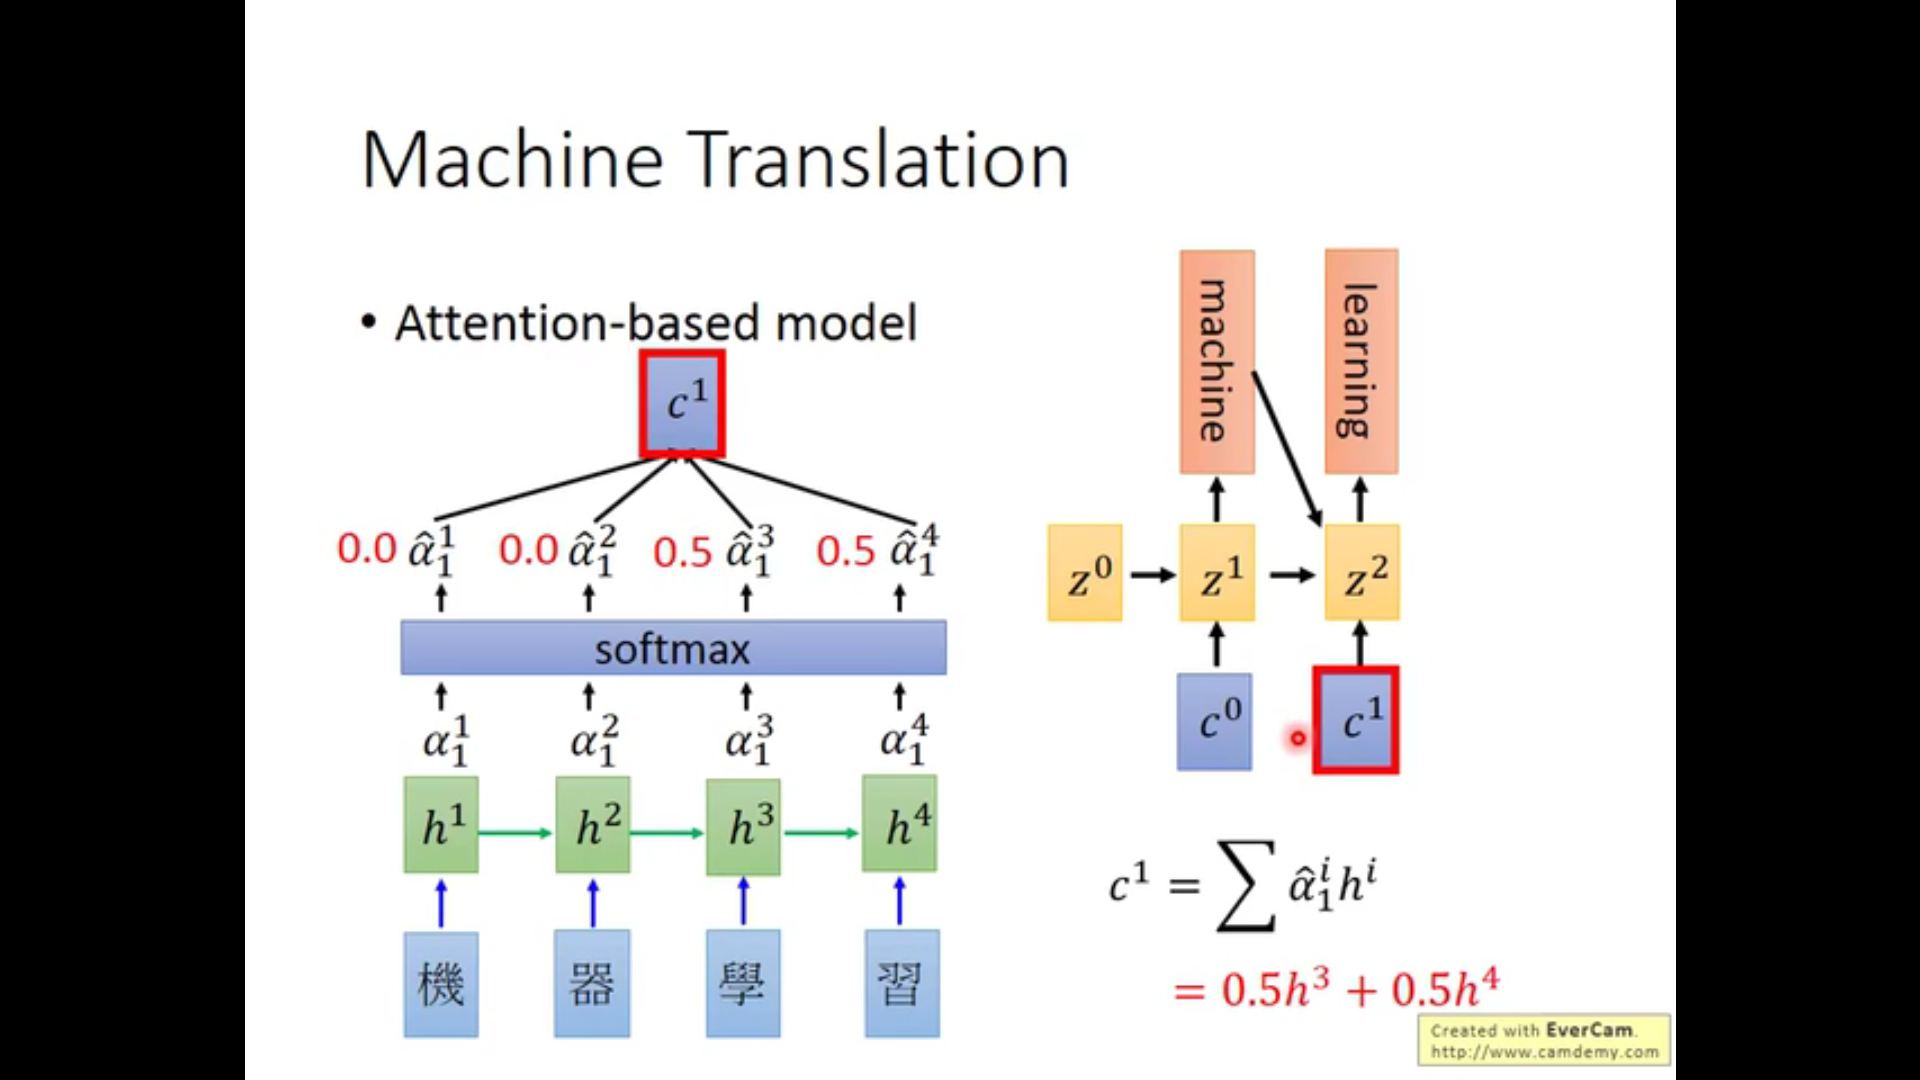 Machine Translation
• Attention-based model
c¹
0.0 α̂₁¹ 0.0 α̂₁² 0.5 α̂₁³ 0.5 α̂₁⁴
softmax
α₁¹ α₁² α₁³ α₁⁴
h¹ h² h³ h⁴
機 器 學 習
machine learning
z⁰ z¹ z²
c⁰ c¹
c¹ = ∑ α̂₁ⁱhⁱ
= 0.5h³ + 0.5h⁴
Created with EverCam.
http://www.camdemy.com